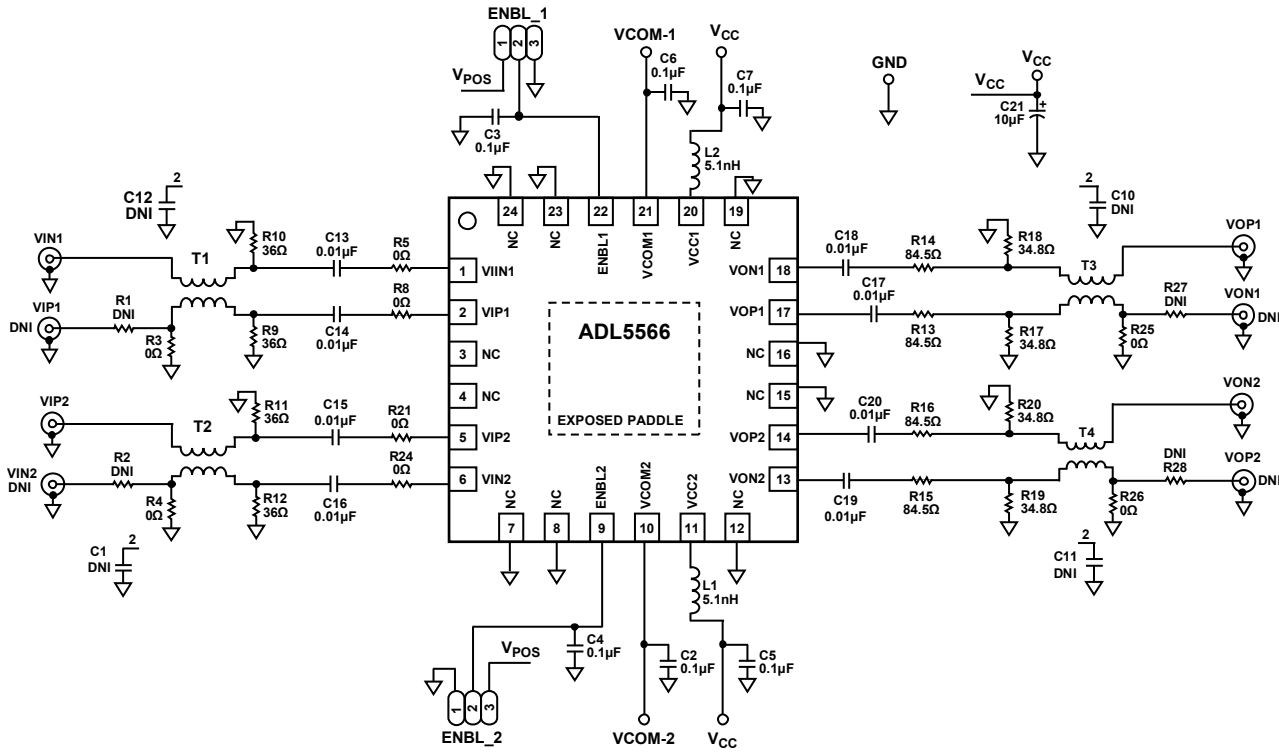 ENBL_1
1 2 3
VPOS
C3
0.1µF
VCOM-1
C6
0.1µF
VCC
C7
0.1µF
L2
5.1nH
GND
VCC
VCC
C21
10µF
+
C12
DNI
2
VIN1
T1
R10
36Ω
C13
0.01µF
R5
0Ω
VIP1
DNI
R1
DNI
R3
0Ω
R9
36Ω
C14
0.01µF
R8
0Ω
VIP2
T2
R11
36Ω
C15
0.01µF
R21
0Ω
VIN2
DNI
R2
DNI
R4
0Ω
R12
36Ω
C16
0.01µF
R24
0Ω
C1
DNI
2
24 23 22 21 20 19
NC NC ENBL1 VCOM1 VCC1 NC
1 VIIN1
2 VIP1
3 NC
4 NC
5 VIP2
6 VIN2
ADL5566
EXPOSED PADDLE
VON1 18
VOP1 17
NC 16
NC 15
VOP2 14
VON2 13
NC NC ENBL2 VCOM2 VCC2 NC
7 8 9 10 11 12
C18
0.01µF
R14
84.5Ω
R18
34.8Ω
C10
DNI
2
T3
VOP1
C17
0.01µF
R13
84.5Ω
R17
34.8Ω
R27
DNI
R25
0Ω
VON1
DNI
C20
0.01µF
R16
84.5Ω
R20
34.8Ω
T4
VON2
C19
0.01µF
R15
84.5Ω
R19
34.8Ω
DNI
R28
R26
0Ω
VOP2
DNI
C11
DNI
2
L1
5.1nH
C4
0.1µF
VPOS
1 2 3
ENBL_2
C2
0.1µF
VCOM-2
C5
0.1µF
VCC